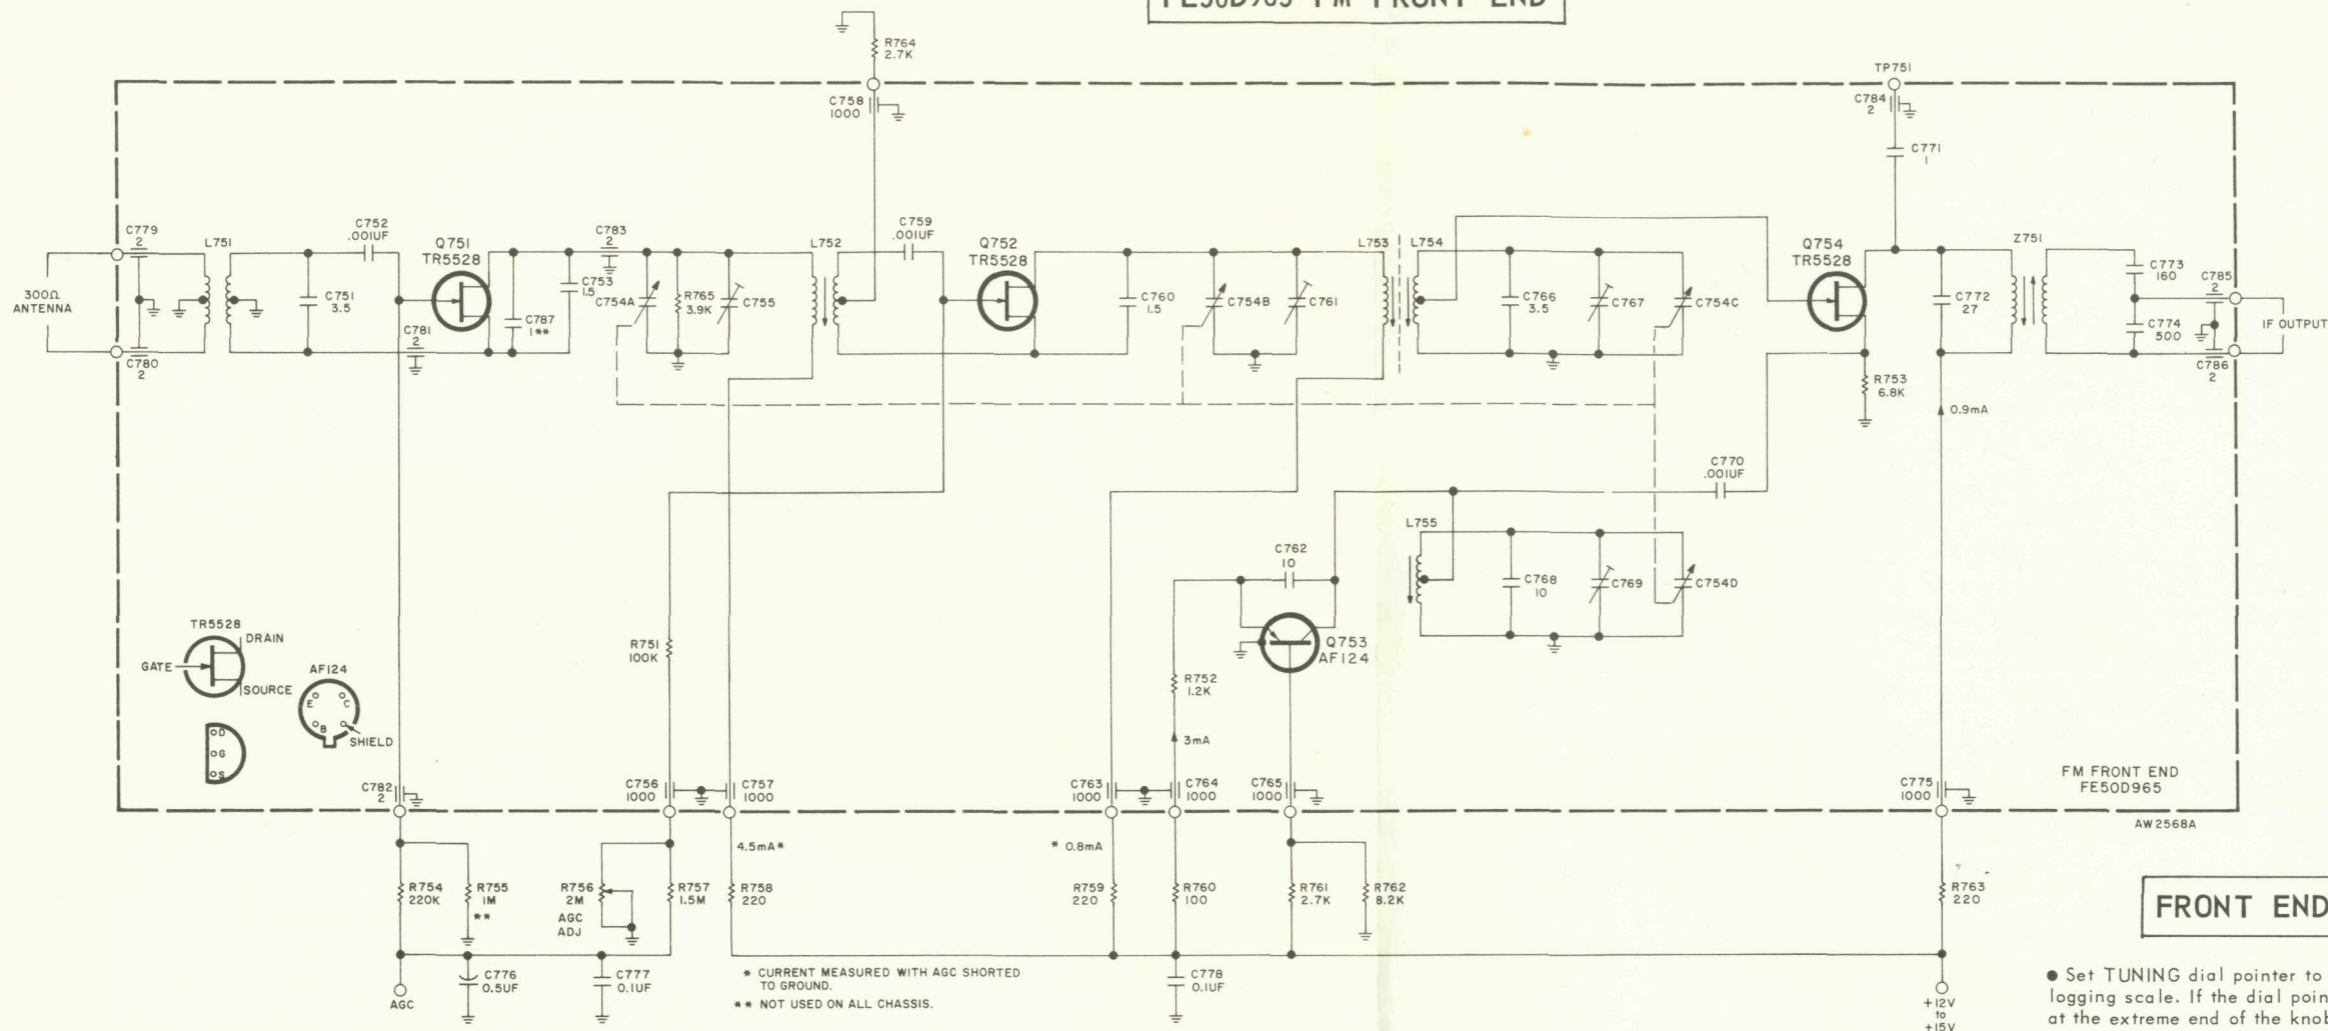 FE50D965 FM FRONT END
R764
2.7K
C758
1000
TP751
C784
2
C771
1
C779
2
L751
C752
.001UF
Q751
TR5528
C783
2
C753
1.5
L752
C759
.001UF
Q752
TR5528
L753
L754
Q754
TR5528
Z751
C773
160
C785
2
300Ω
ANTENNA
C751
3.5
C787
1**
C754A
R765
3.9K
C755
C760
1.5
C754B
C761
C766
3.5
C767
C754C
C772
27
C774
500
IF OUTPUT
C780
2
C781
2
C786
2
R753
6.8K
0.9mA
C770
.001UF
L755
C762
10
C768
10
C769
C754D
TR5528
DRAIN
GATE
SOURCE
AF124
E
C
B
SHIELD
D
G
S
R751
100K
Q753
AF124
R752
1.2K
3mA
C782
2
C756
1000
C757
1000
C763
1000
C764
1000
C765
1000
C775
1000
FM FRONT END
FE50D965
AW2568A
4.5mA*
* 0.8mA
R754
220K
R755
1M
**
R756
2M
AGC
ADJ
R757
1.5M
R758
220
R759
220
R760
100
R761
2.7K
R762
8.2K
R763
220
FRONT END
AGC
C776
0.5UF
C777
0.1UF
* CURRENT MEASURED WITH AGC SHORTED
TO GROUND.
** NOT USED ON ALL CHASSIS.
C778
0.1UF
+12V
to
+15V
● Set TUNING dial pointer to
logging scale. If the dial poin
at the extreme end of the knob